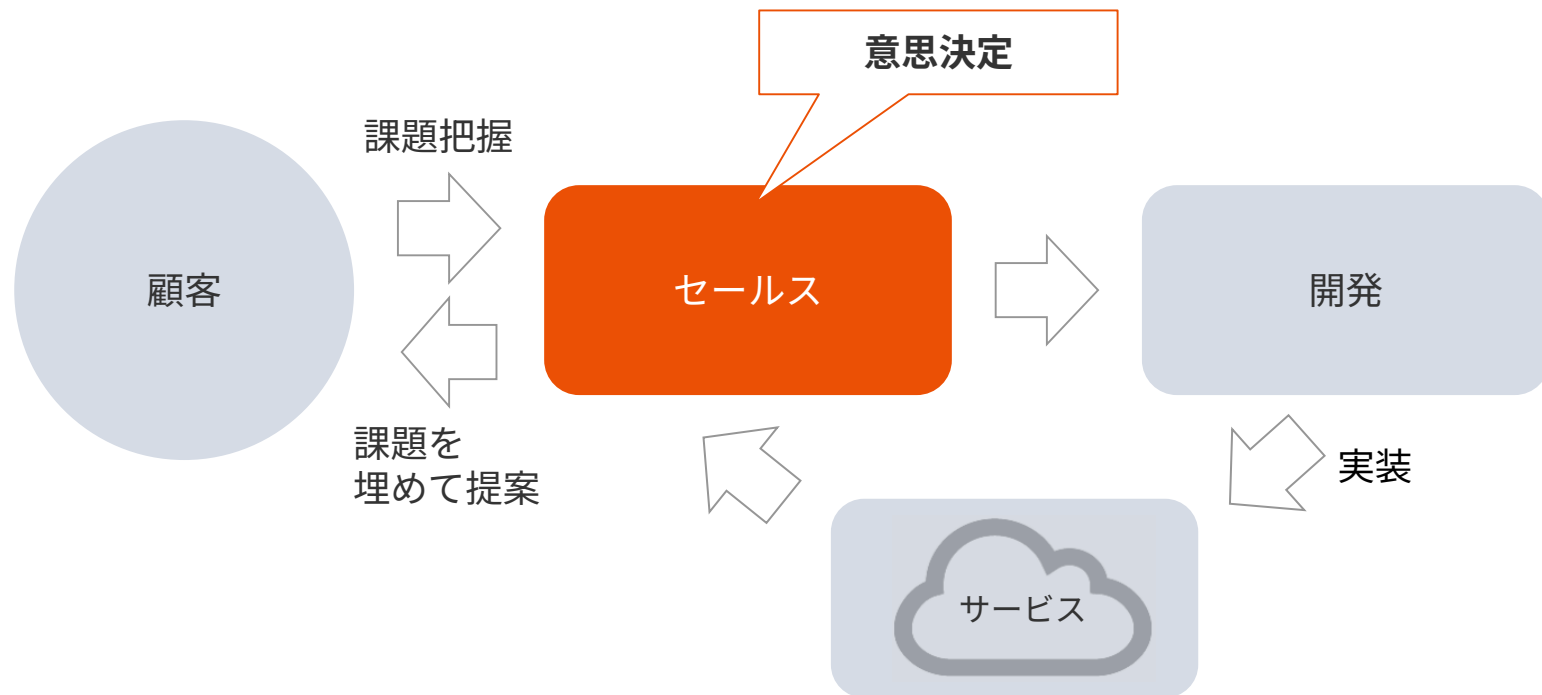 意思決定
課題把握
顧客
セールス
開発
課題を
埋めて提案
実装
サービス